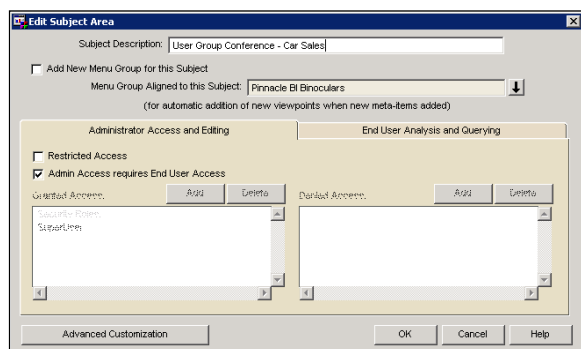 Edit Subject Area
Subject Description: User Group Conference - Car Sales
Add New Menu Group for this Subject
Menu Group Aligned to this Subject: Pinnacle BI Binoculars
(for automatic addition of new viewpoints when new meta-items added)
Administrator Access and Editing End User Analysis and Querying
Restricted Access
Admin Access requires End User Access
Granted Access: Add Delete Denied Access: Add Delete
Security Roles:
SuperUser
Advanced Customization OK Cancel Help